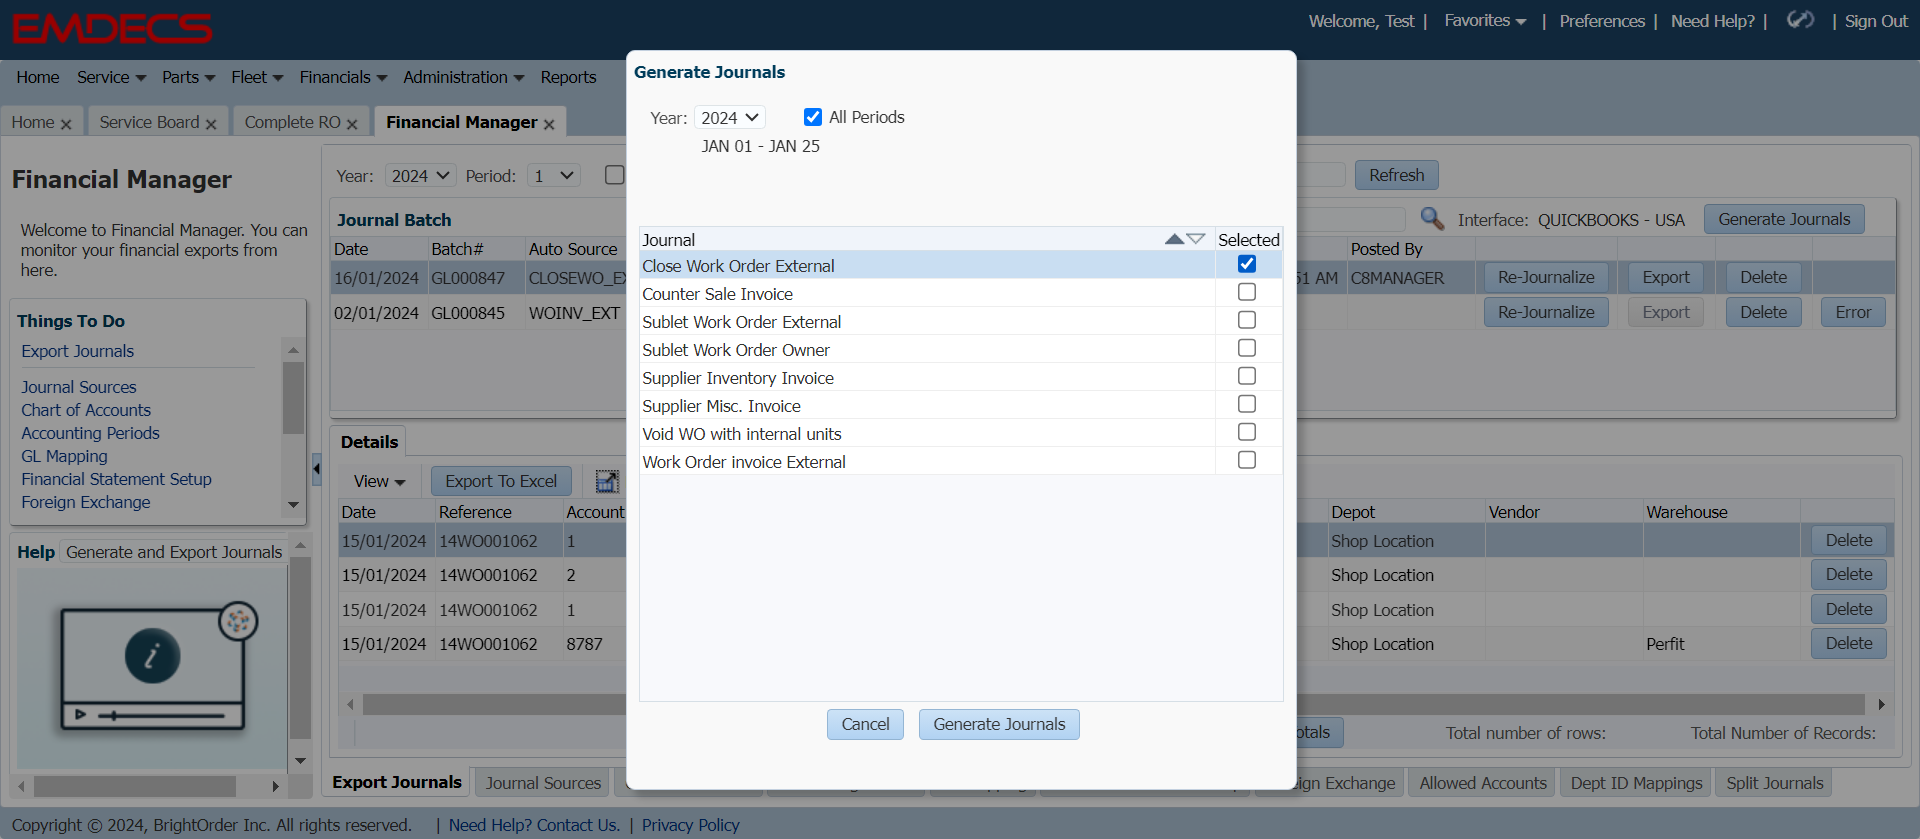 EMDECS
Welcome, Test | Favorites | Preferences | Need Help? | | Sign Out
Home Service Parts Fleet Financials Administration Reports
Home Service Board Complete RO Financial Manager
Financial Manager
Welcome to Financial Manager. You can
monitor your financial exports from
here.
Things To Do
Export Journals
Journal Sources
Chart of Accounts
Accounting Periods
GL Mapping
Financial Statement Setup
Foreign Exchange
Help Generate and Export Journals
Year: 2024 Period: 1 Refresh
Journal Batch Interface: QUICKBOOKS - USA Generate Journals
Date Batch# Auto Source Posted By
16/01/2024 GL000847 CLOSEWO_EX 51 AM C8MANAGER Re-Journalize Export Delete
02/01/2024 GL000845 WOINV_EXT Re-Journalize Export Delete Error
Details
View Export To Excel
Date Reference Account Depot Vendor Warehouse
15/01/2024 14WO001062 1 Shop Location Delete
15/01/2024 14WO001062 2 Shop Location Delete
15/01/2024 14WO001062 1 Shop Location Delete
15/01/2024 14WO001062 8787 Shop Location Perfit Delete
otals Total number of rows: Total Number of Records:
Export Journals Journal Sources eign Exchange Allowed Accounts Dept ID Mappings Split Journals
Generate Journals
Year: 2024 All Periods
JAN 01 - JAN 25
Journal Selected
Close Work Order External
Counter Sale Invoice
Sublet Work Order External
Sublet Work Order Owner
Supplier Inventory Invoice
Supplier Misc. Invoice
Void WO with internal units
Work Order invoice External
Cancel Generate Journals
Copyright © 2024, BrightOrder Inc. All rights reserved. | Need Help? Contact Us. | Privacy Policy